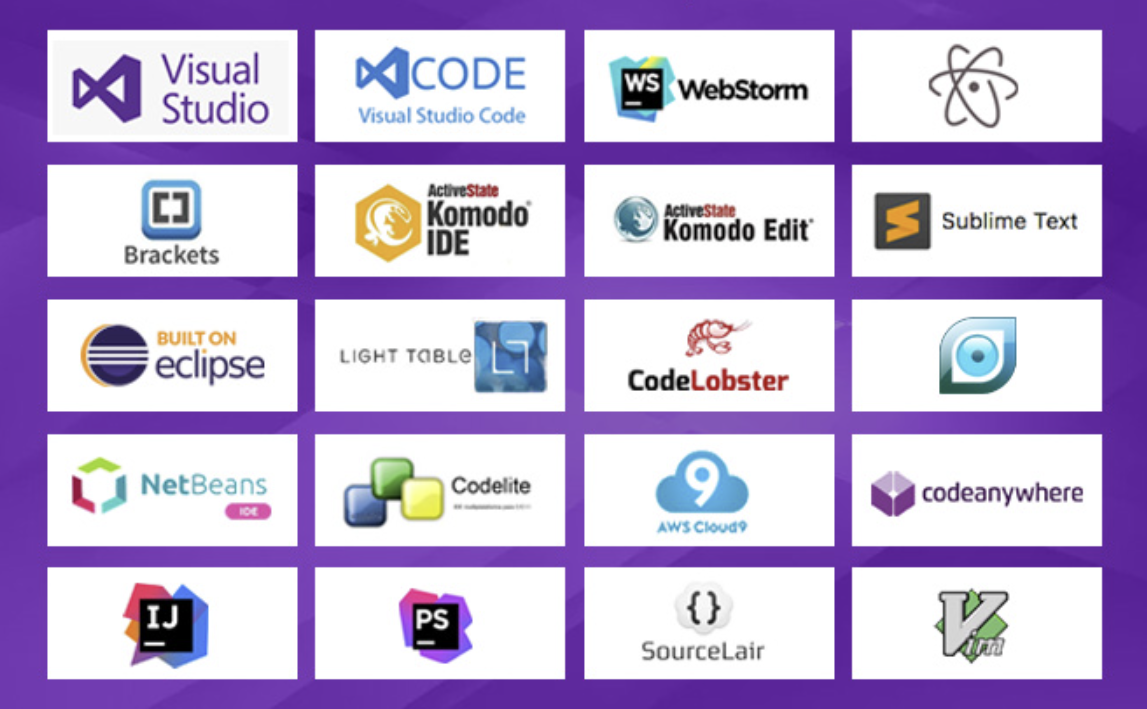 Visual
Studio
CODE
Visual Studio Code
WS
WebStorm
Brackets
ActiveState
Komodo®
IDE
ActiveState
Komodo Edit®
Sublime Text
BUILT ON
eclipse
LIGHT TABLE
LT
CodeLobster
NetBeans
IDE
Codelite
9
AWS Cloud9
codeanywhere
IJ
PS
{}
SourceLair
Vim